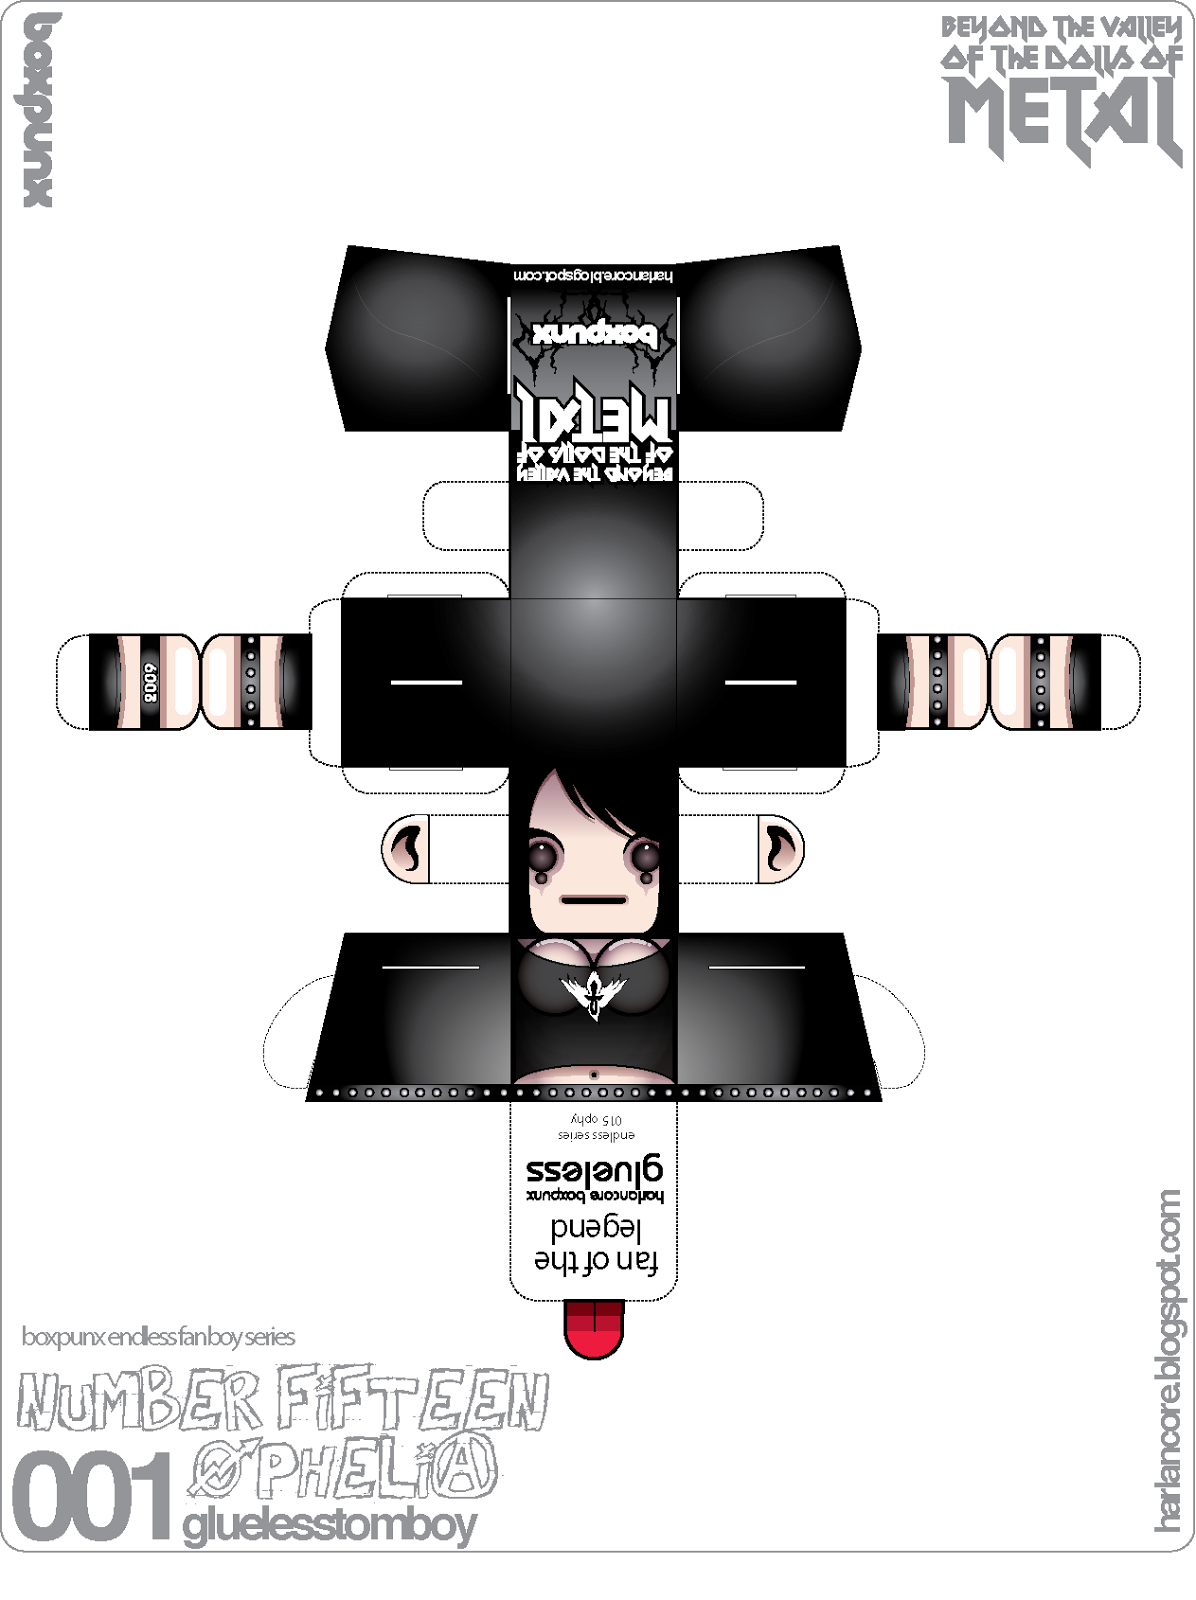 boxpunx
BEYOND THE VALLEY
OF THE DOLLS OF
METAL
harlancore.blogspot.com
boxpunx
METAL
OF THE DOLLS OF
BEYOND THE VALLEY
2009
015 ophy
endless series
glueless
harlancore boxpunx
legend
fan of the
harlancore.blogspot.com
boxpunx endless fan boy series
NUMBER FIFTEEN
OPHELIA
001 gluelesstomboy